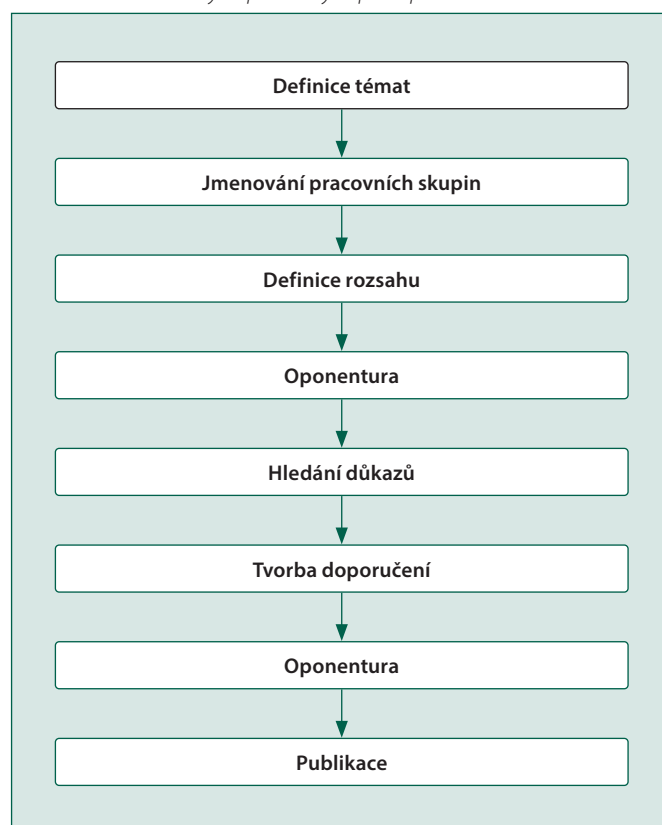 Definice témat
Jmenování pracovních skupin
Definice rozsahu
Oponentura
Hledání důkazů
Tvorba doporučení
Oponentura
Publikace